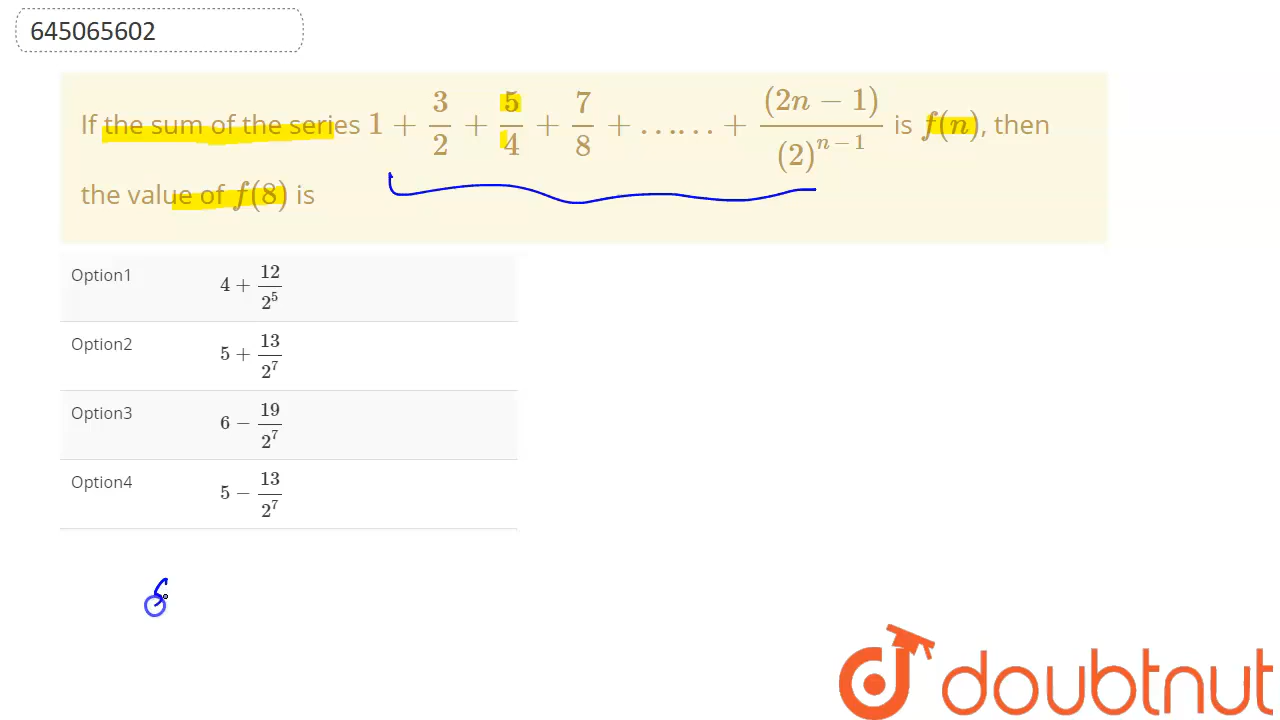 645065602
If the sum of the series 1 + 3/2 + 5/4 + 7/8 + ...... + (2n − 1)/(2)^(n − 1) is f(n), then
the value of f(8) is
Option1 4 + 12/2^5
Option2 5 + 13/2^7
Option3 6 − 19/2^7
Option4 5 − 13/2^7
doubtnut